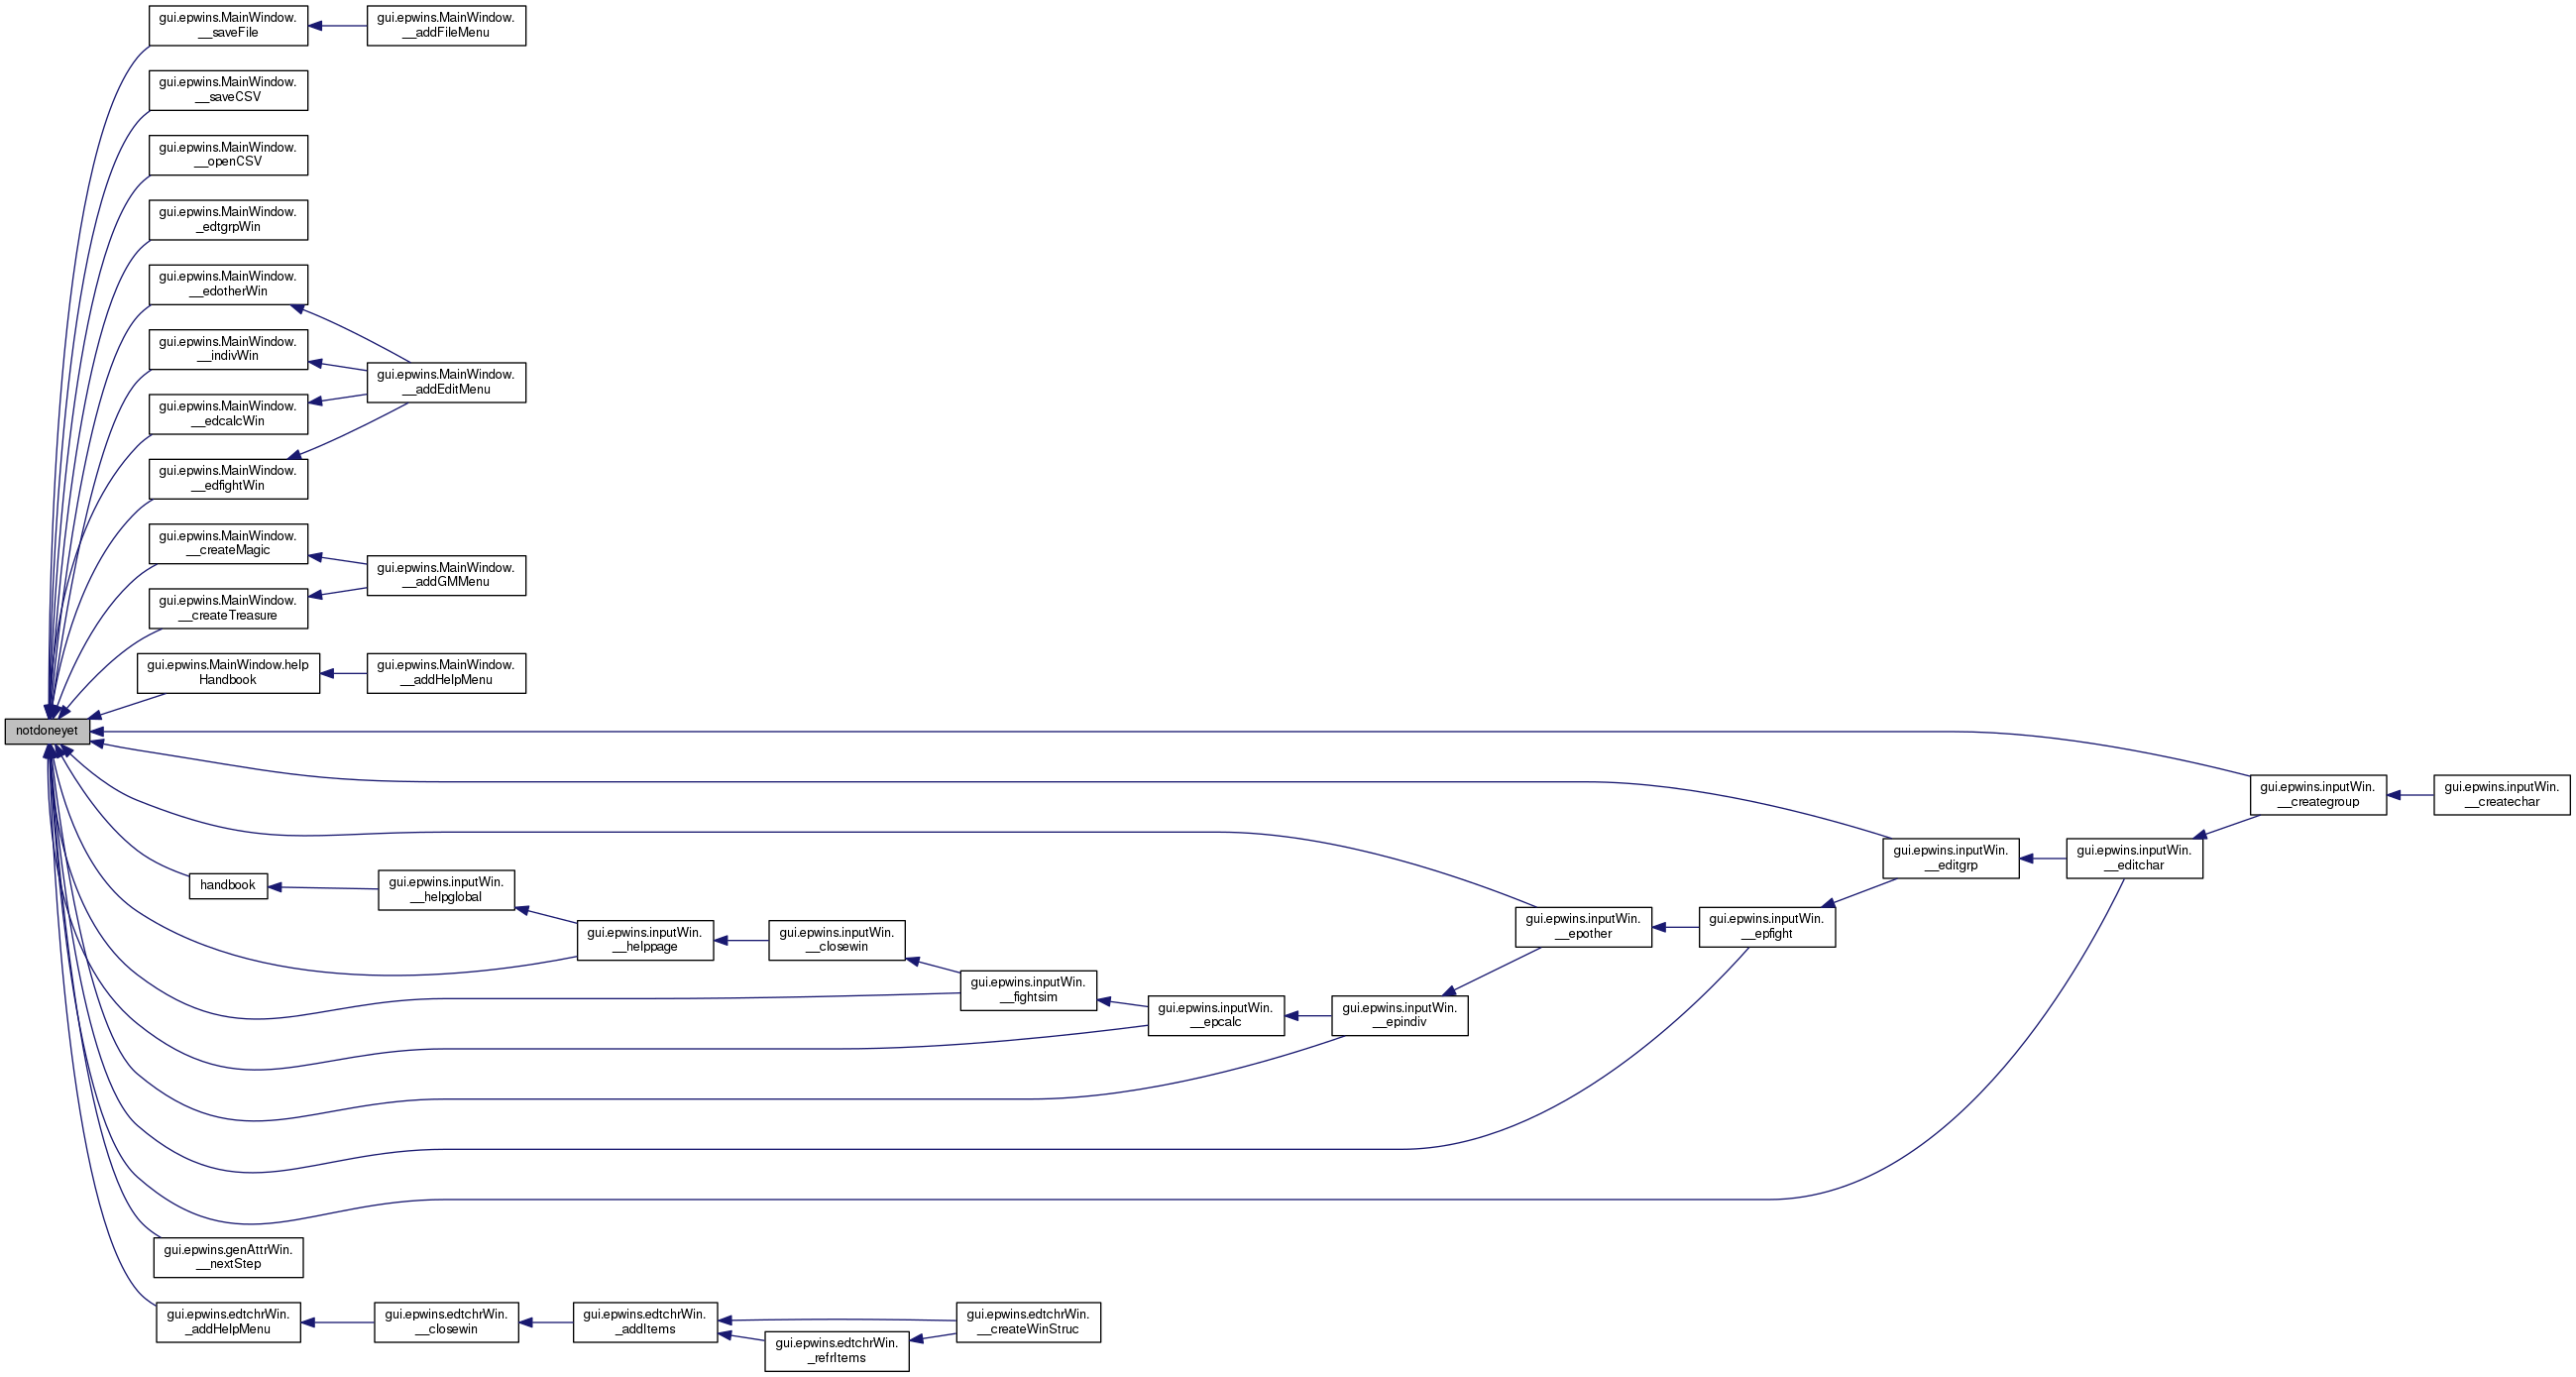 gui.epwins.MainWindow.
__saveFile
gui.epwins.MainWindow.
__addFileMenu
gui.epwins.MainWindow.
__saveCSV
gui.epwins.MainWindow.
__openCSV
gui.epwins.MainWindow.
_edtgrpWin
gui.epwins.MainWindow.
__edotherWin
gui.epwins.MainWindow.
__indivWin
gui.epwins.MainWindow.
__addEditMenu
gui.epwins.MainWindow.
__edcalcWin
gui.epwins.MainWindow.
__edfightWin
gui.epwins.MainWindow.
__createMagic
gui.epwins.MainWindow.
__addGMMenu
gui.epwins.MainWindow.
__createTreasure
gui.epwins.MainWindow.help
Handbook
gui.epwins.MainWindow.
__addHelpMenu
notdoneyet
gui.epwins.inputWin.
__creategroup
gui.epwins.inputWin.
__createchar
gui.epwins.inputWin.
__editgrp
gui.epwins.inputWin.
__editchar
handbook
gui.epwins.inputWin.
__helpglobal
gui.epwins.inputWin.
__helppage
gui.epwins.inputWin.
__closewin
gui.epwins.inputWin.
__epother
gui.epwins.inputWin.
__epfight
gui.epwins.inputWin.
__fightsim
gui.epwins.inputWin.
__epcalc
gui.epwins.inputWin.
__epindiv
gui.epwins.genAttrWin.
__nextStep
gui.epwins.edtchrWin.
_addHelpMenu
gui.epwins.edtchrWin.
__closewin
gui.epwins.edtchrWin.
_addItems
gui.epwins.edtchrWin.
__createWinStruc
gui.epwins.edtchrWin.
_refrItems